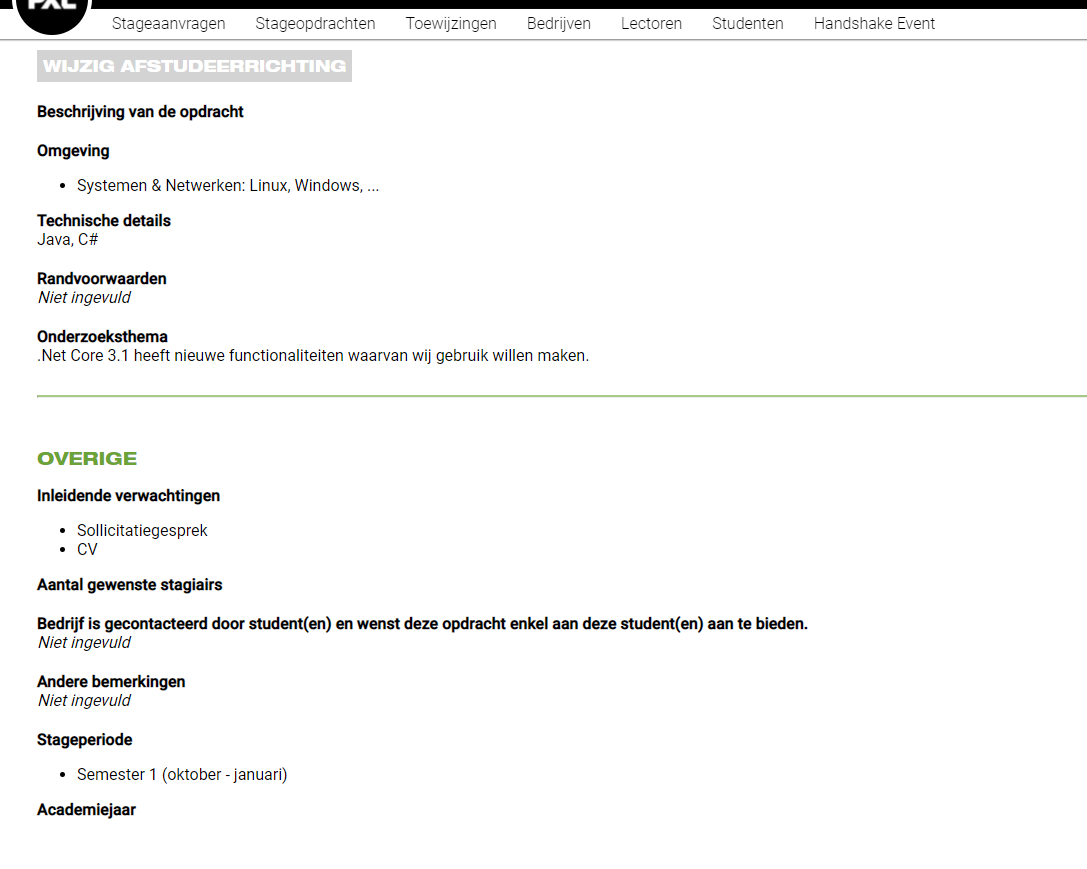 PXL
Stageaanvragen Stageopdrachten Toewijzingen Bedrijven Lectoren Studenten Handshake Event
WIJZIG AFSTUDEERRICHTING
Beschrijving van de opdracht
Omgeving
• Systemen & Netwerken: Linux, Windows, ...
Technische details
Java, C#
Randvoorwaarden
Niet ingevuld
Onderzoeksthema
.Net Core 3.1 heeft nieuwe functionaliteiten waarvan wij gebruik willen maken.
OVERIGE
Inleidende verwachtingen
• Sollicitatiegesprek
• CV
Aantal gewenste stagiairs
Bedrijf is gecontacteerd door student(en) en wenst deze opdracht enkel aan deze student(en) aan te bieden.
Niet ingevuld
Andere bemerkingen
Niet ingevuld
Stageperiode
• Semester 1 (oktober - januari)
Academiejaar